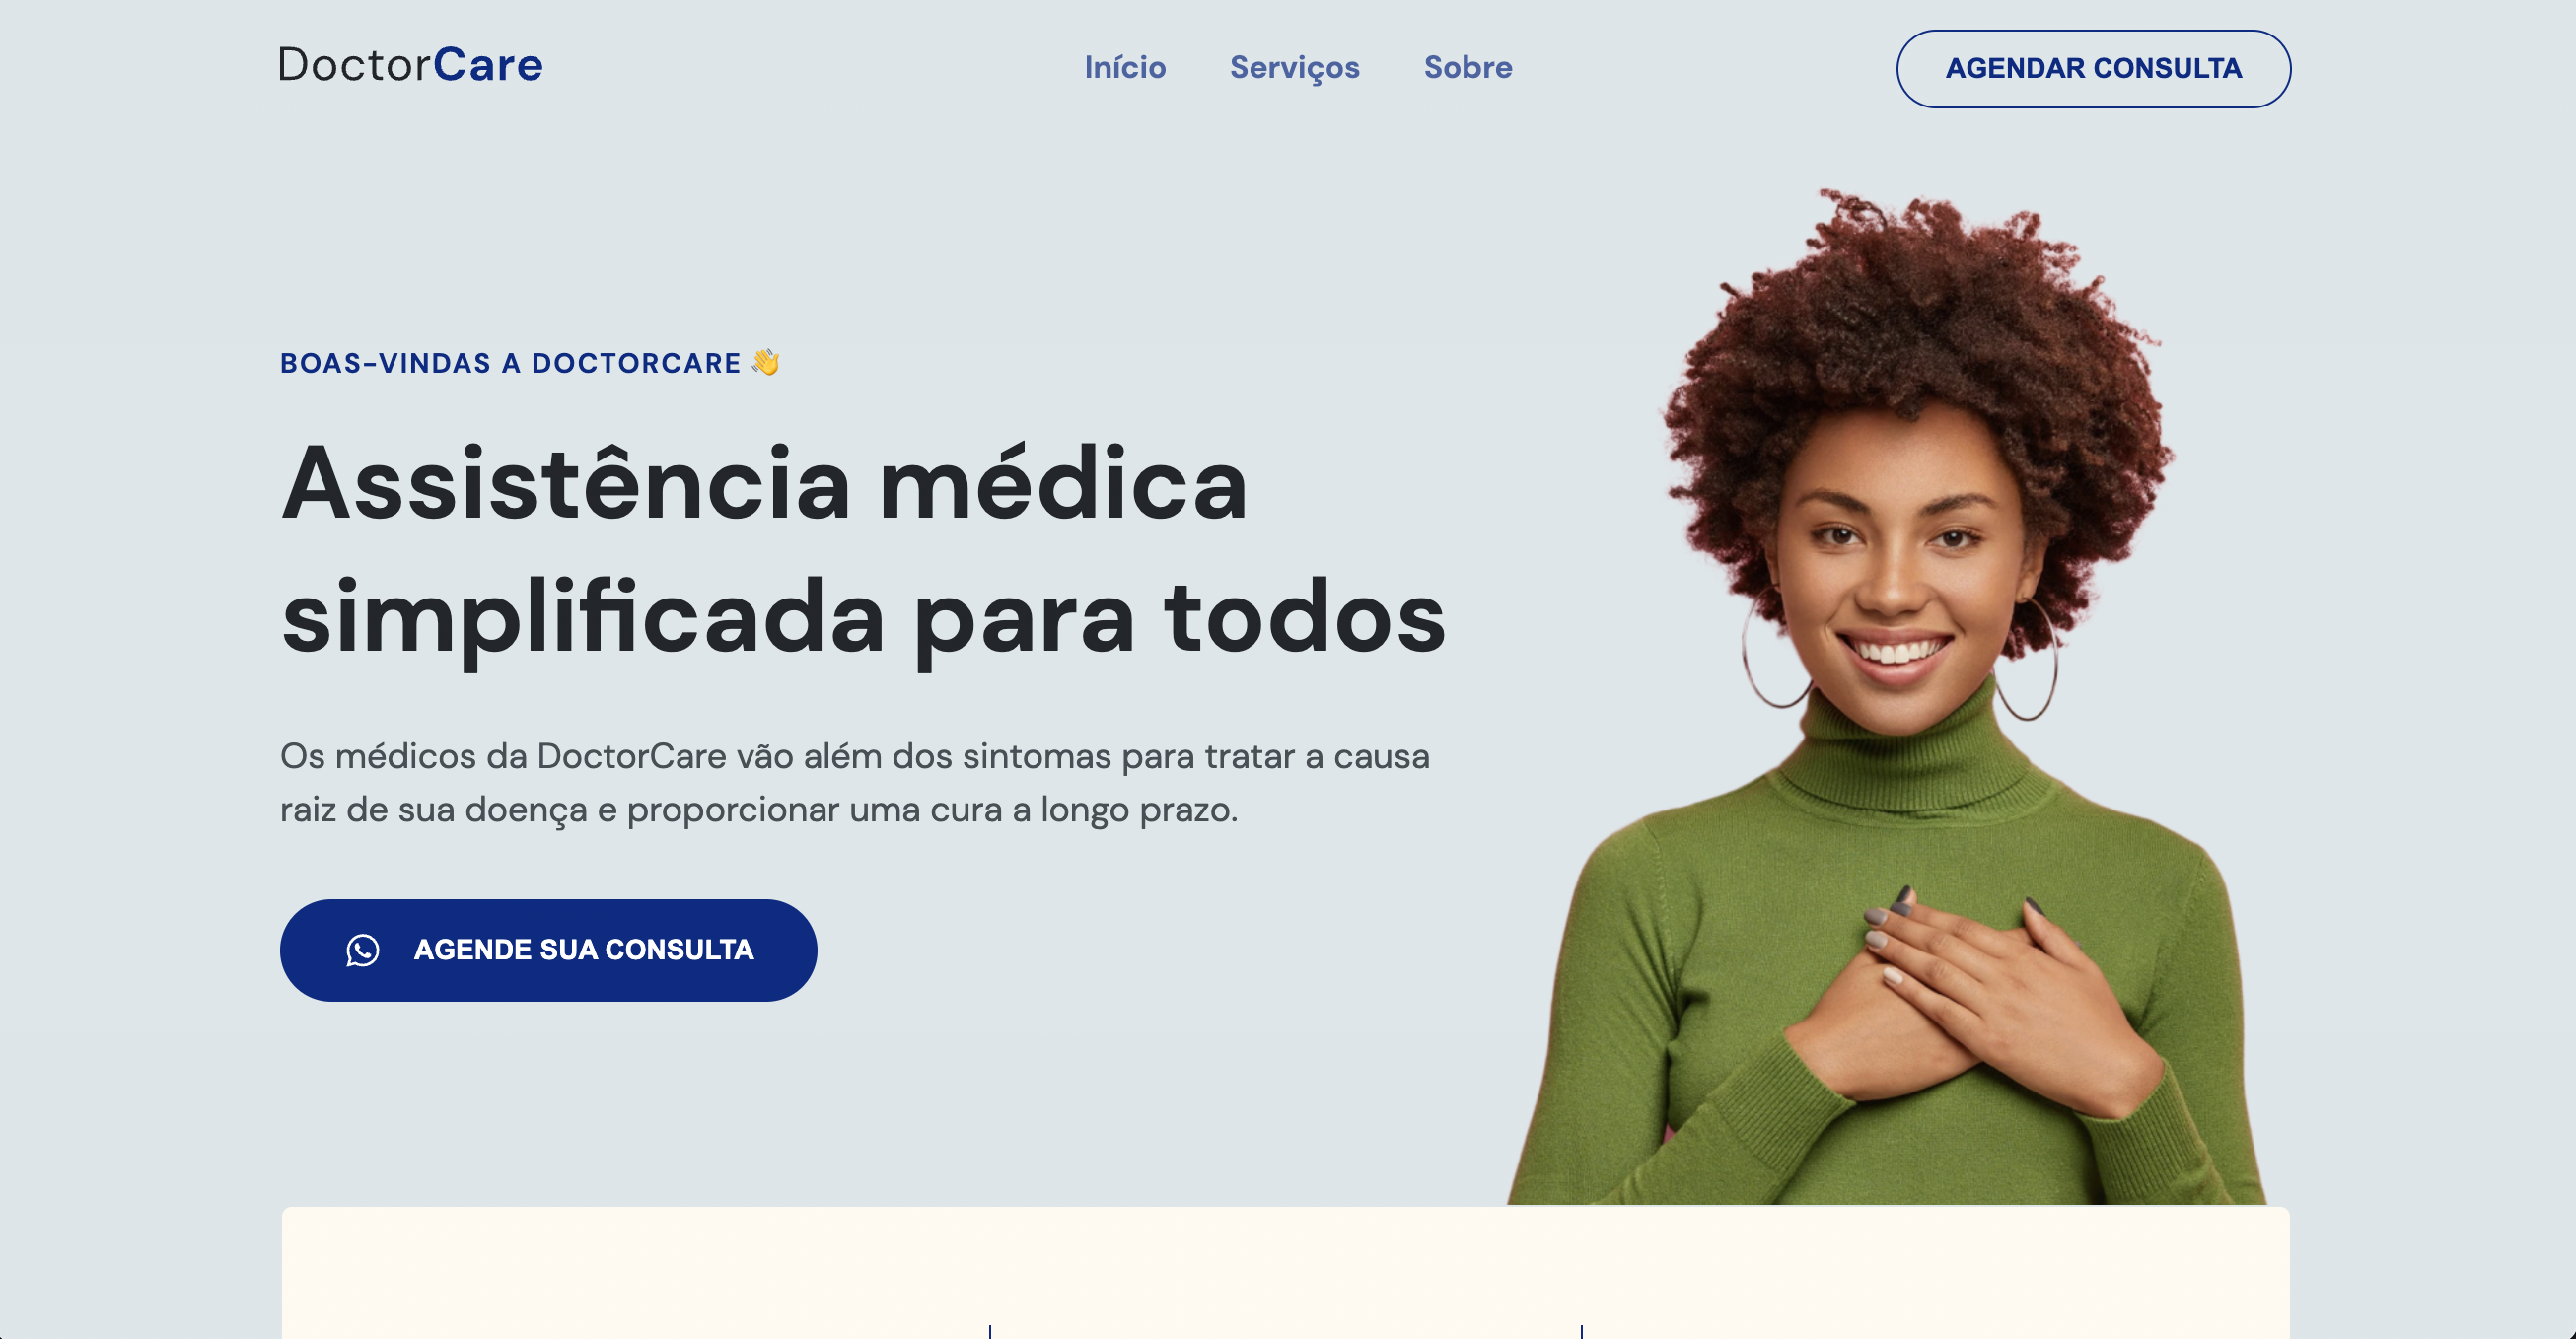 DoctorCare
Início
Serviços
Sobre
AGENDAR CONSULTA
BOAS-VINDAS A DOCTORCARE 👋
Assistência médica
simplificada para todos
Os médicos da DoctorCare vão além dos sintomas para tratar a causa
raiz de sua doença e proporcionar uma cura a longo prazo.
AGENDE SUA CONSULTA